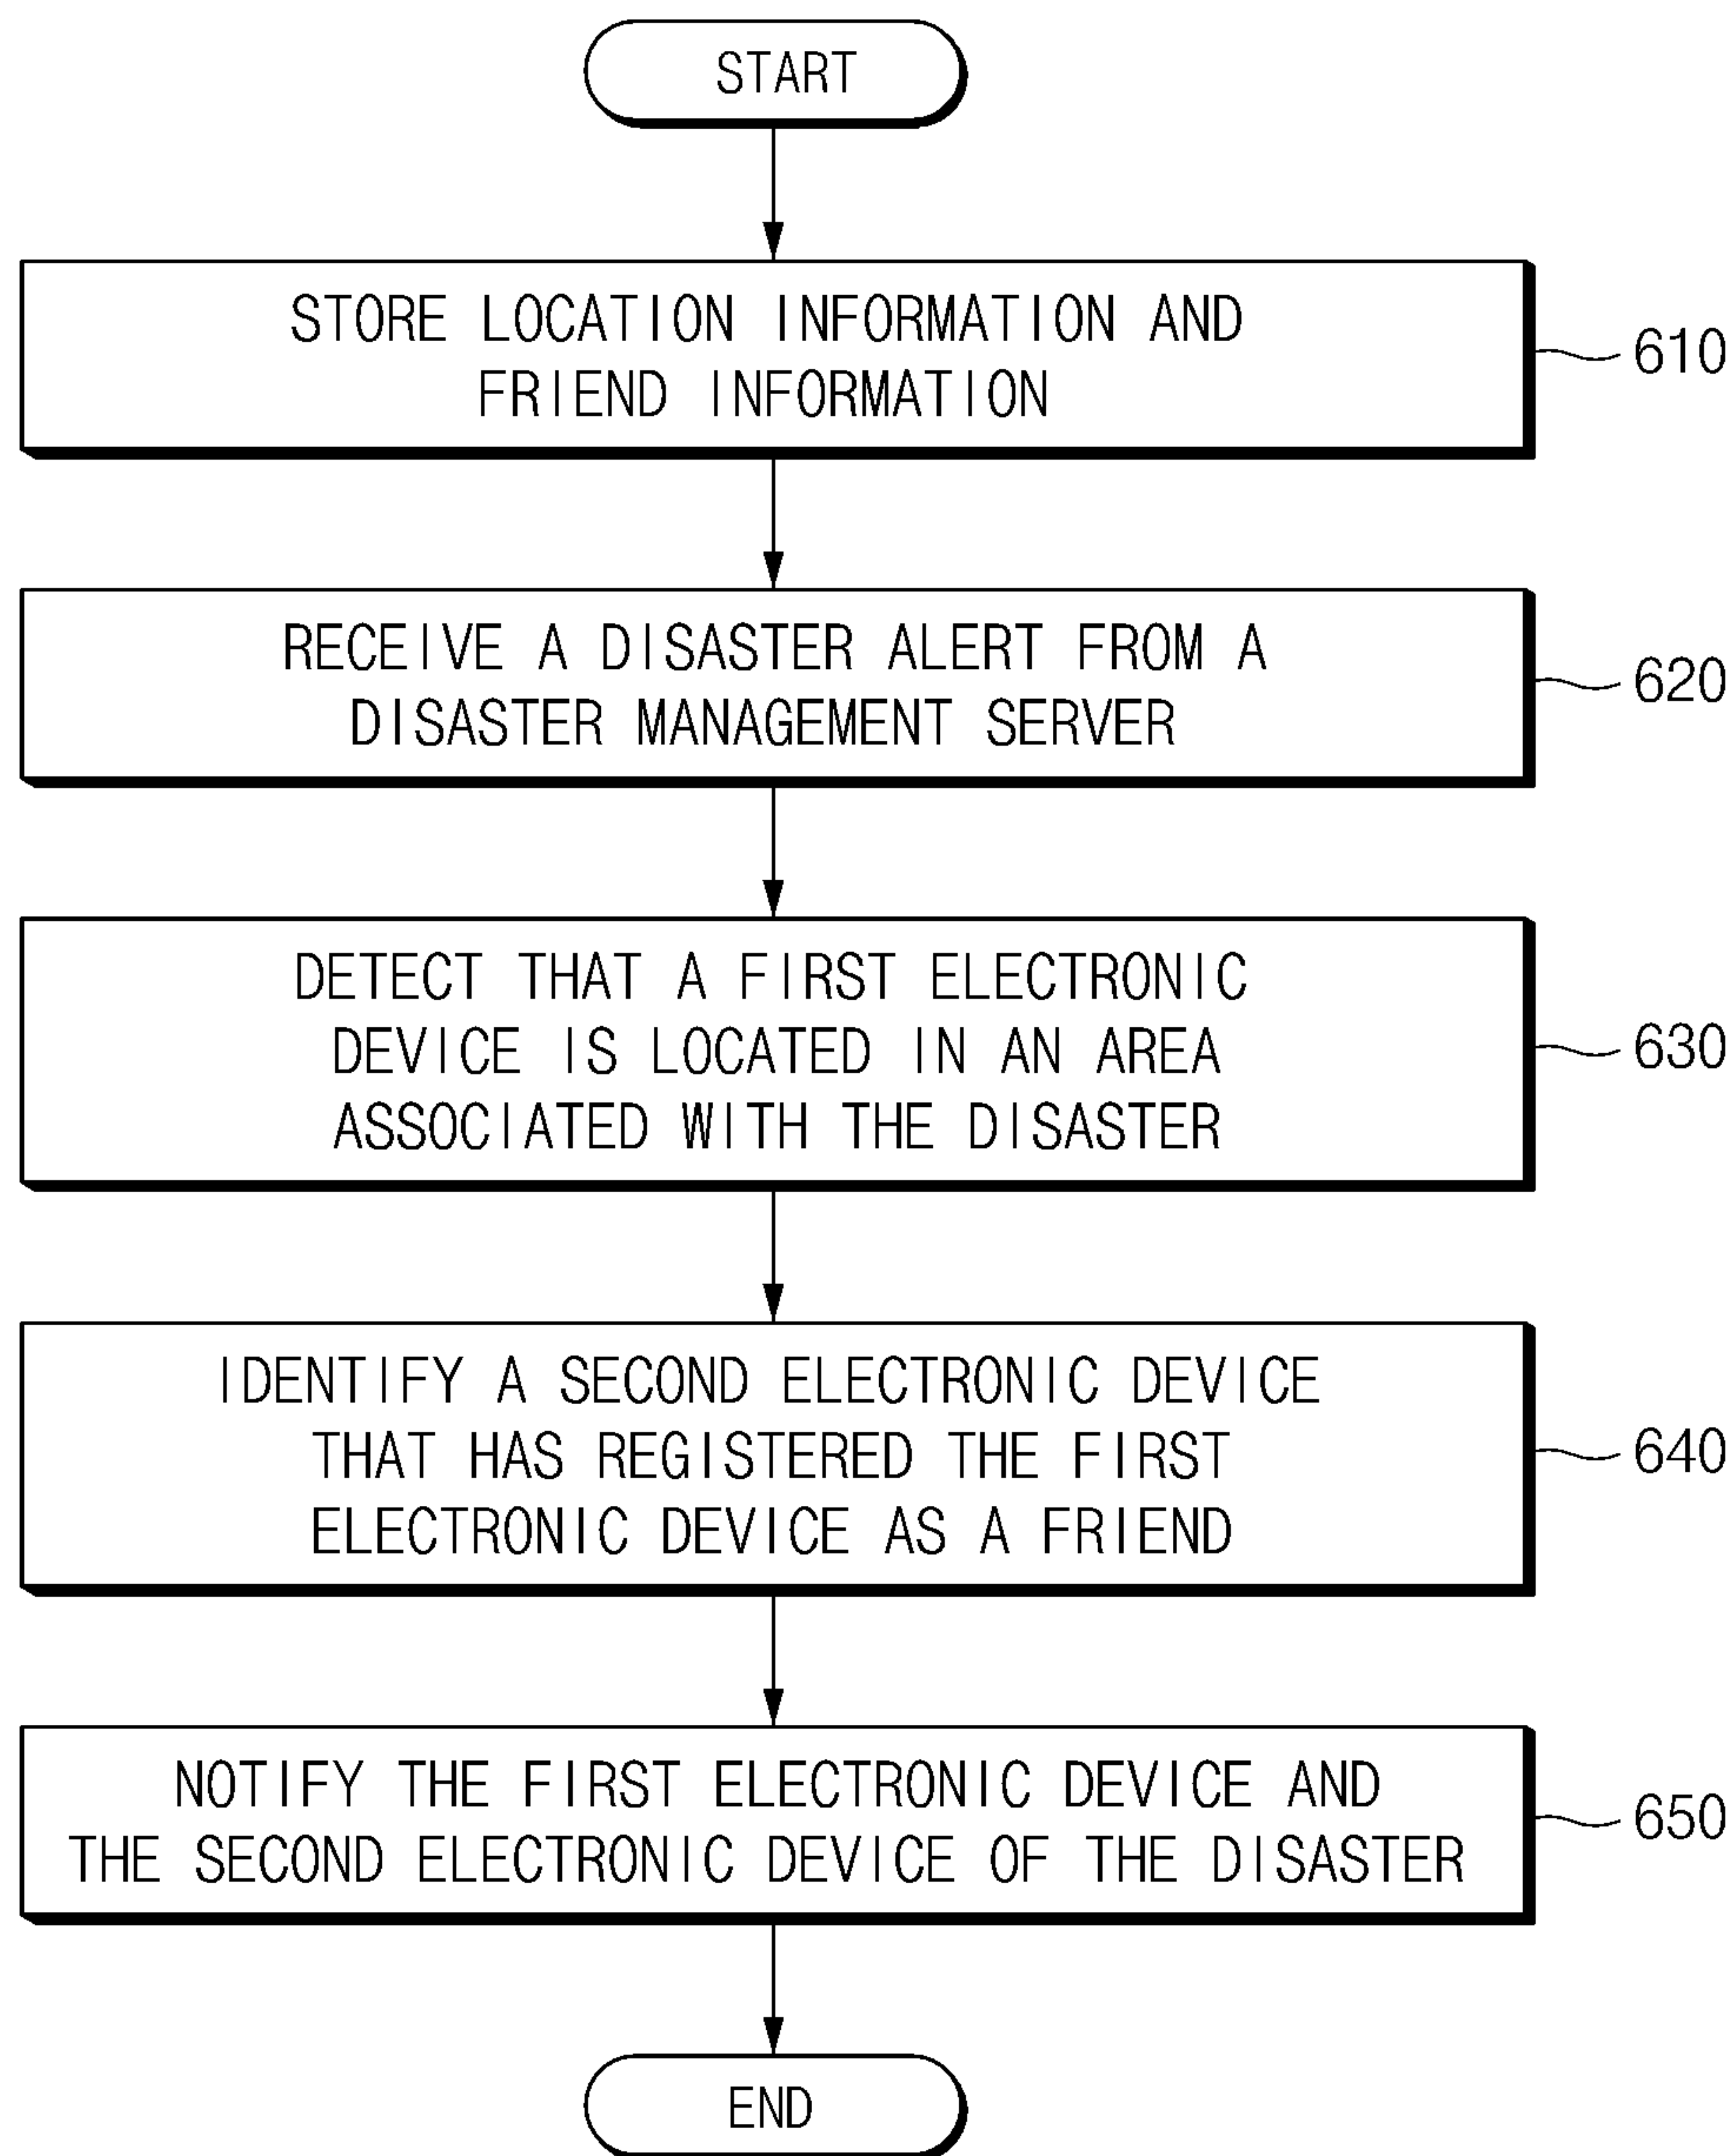 START
STORE LOCATION INFORMATION AND
FRIEND INFORMATION
610
RECEIVE A DISASTER ALERT FROM A
DISASTER MANAGEMENT SERVER
620
DETECT THAT A FIRST ELECTRONIC
DEVICE IS LOCATED IN AN AREA
ASSOCIATED WITH THE DISASTER
630
IDENTIFY A SECOND ELECTRONIC DEVICE
THAT HAS REGISTERED THE FIRST
ELECTRONIC DEVICE AS A FRIEND
640
NOTIFY THE FIRST ELECTRONIC DEVICE AND
THE SECOND ELECTRONIC DEVICE OF THE DISASTER
650
END